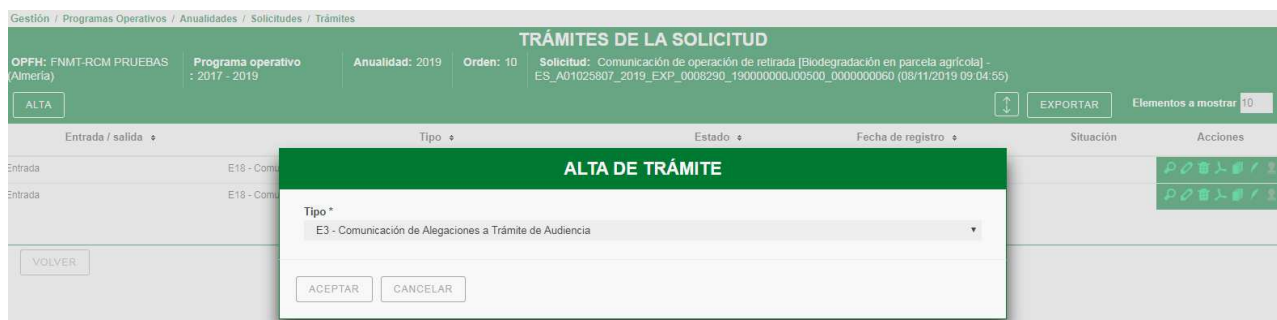 Gestión / Programas Operativos / Anualidades / Solicitudes / Trámites
TRÁMITES DE LA SOLICITUD
OPFH: FNMT-RCM PRUEBAS (Almería)
Programa operativo : 2017 - 2019
Anualidad: 2019
Orden: 10
Solicitud: Comunicación de operación de retirada [Biodegradación en parcela agrícola] -
ES_A01025807_2019_EXP_0008290_190000000J00500_0000000060 (08/11/2019 09:04:55)
ALTA
EXPORTAR
Elementos a mostrar 10
Entrada / salida Tipo Estado Fecha de registro Situación Acciones
Entrada E18 - Comu
Entrada E18 - Comu
ALTA DE TRÁMITE
Tipo *
E3 - Comunicación de Alegaciones a Trámite de Audiencia
ACEPTAR CANCELAR
VOLVER